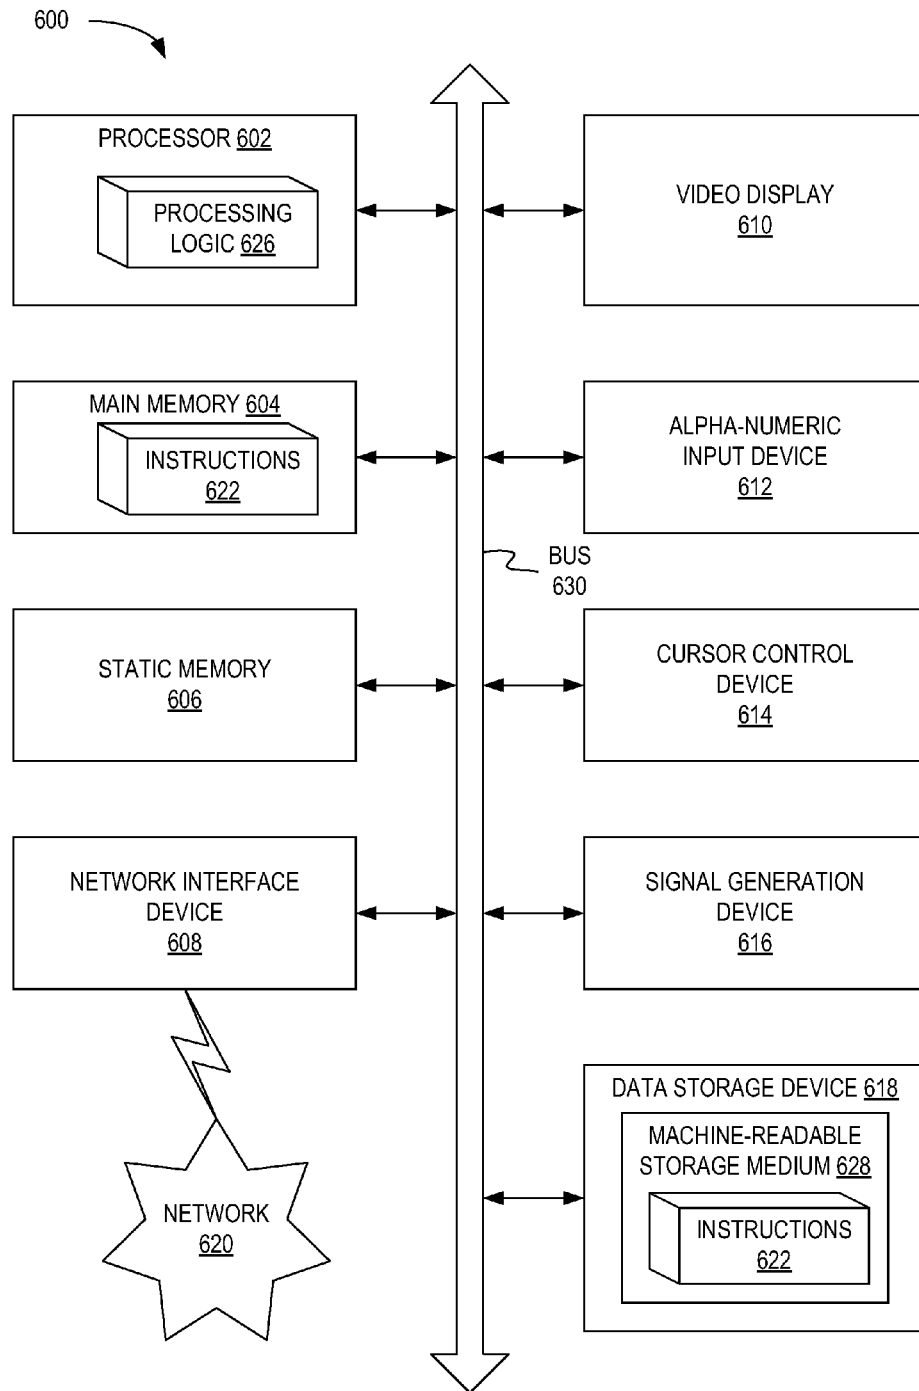 600
PROCESSOR 602
PROCESSING
LOGIC 626
VIDEO DISPLAY
610
MAIN MEMORY 604
INSTRUCTIONS
622
ALPHA-NUMERIC
INPUT DEVICE
612
BUS
630
STATIC MEMORY
606
CURSOR CONTROL
DEVICE
614
NETWORK INTERFACE
DEVICE
608
SIGNAL GENERATION
DEVICE
616
DATA STORAGE DEVICE 618
MACHINE-READABLE
STORAGE MEDIUM 628
INSTRUCTIONS
622
NETWORK
620